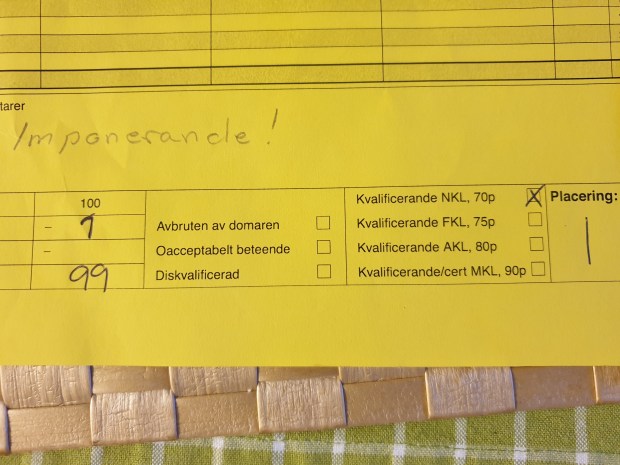 tarer
Imponerande!
100
– 1
–
99
Avbruten av domaren
Oacceptabelt beteende
Diskvalificerad
Kvalificerande NKL, 70p X
Kvalificerande FKL, 75p
Kvalificerande AKL, 80p
Kvalificerande/cert MKL, 90p
Placering:
1